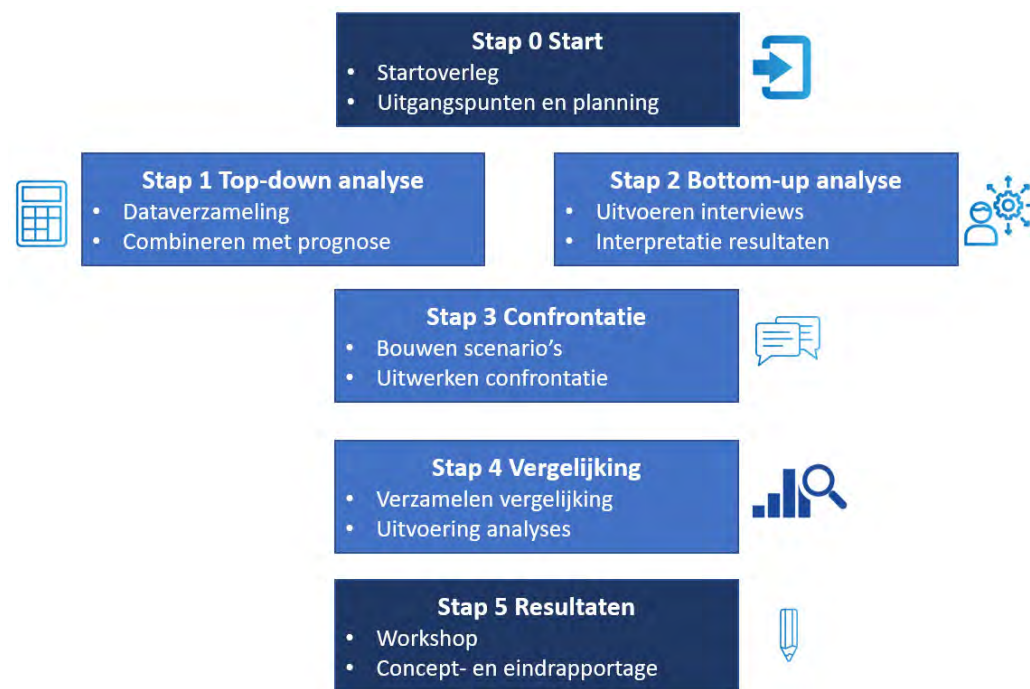 Stap 0 Start
• Startoverleg
• Uitgangspunten en planning
Stap 1 Top-down analyse
• Dataverzameling
• Combineren met prognose
Stap 2 Bottom-up analyse
• Uitvoeren interviews
• Interpretatie resultaten
Stap 3 Confrontatie
• Bouwen scenario's
• Uitwerken confrontatie
Stap 4 Vergelijking
• Verzamelen vergelijking
• Uitvoering analyses
Stap 5 Resultaten
• Workshop
• Concept- en eindrapportage